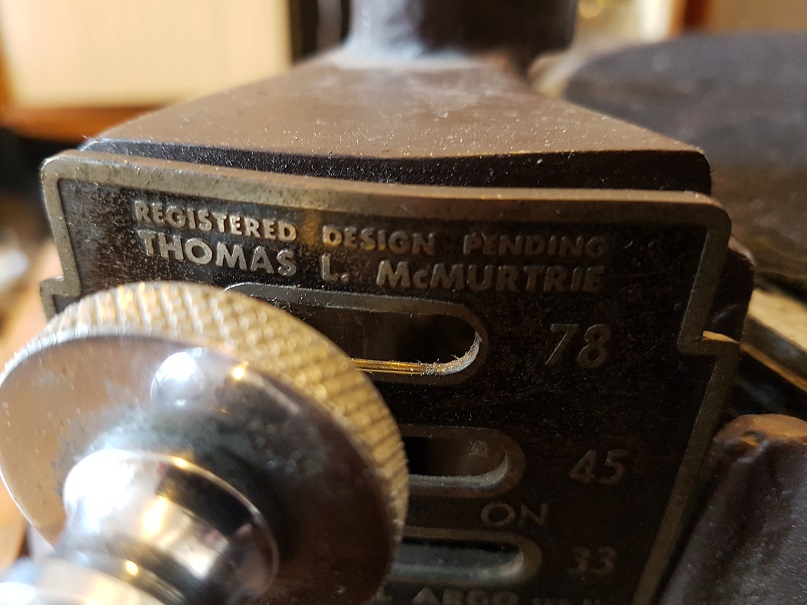 REGISTERED DESIGN PENDING
THOMAS L. McMURTRIE
78
45
ON
33